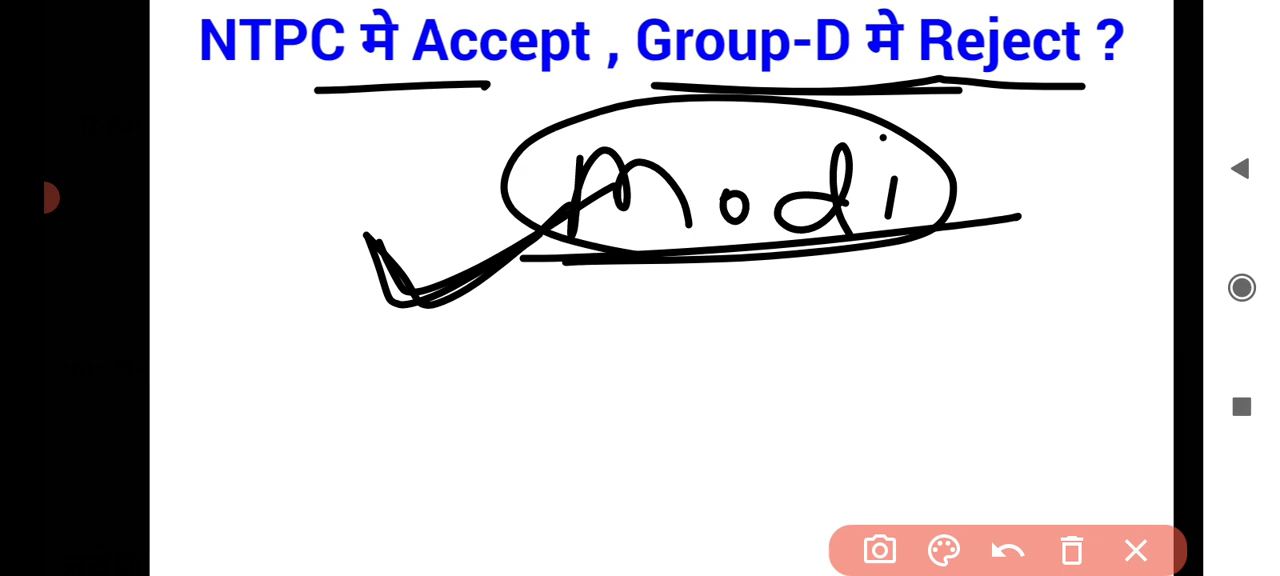 NTPC मे Accept , Group-D मे Reject ?
Modi